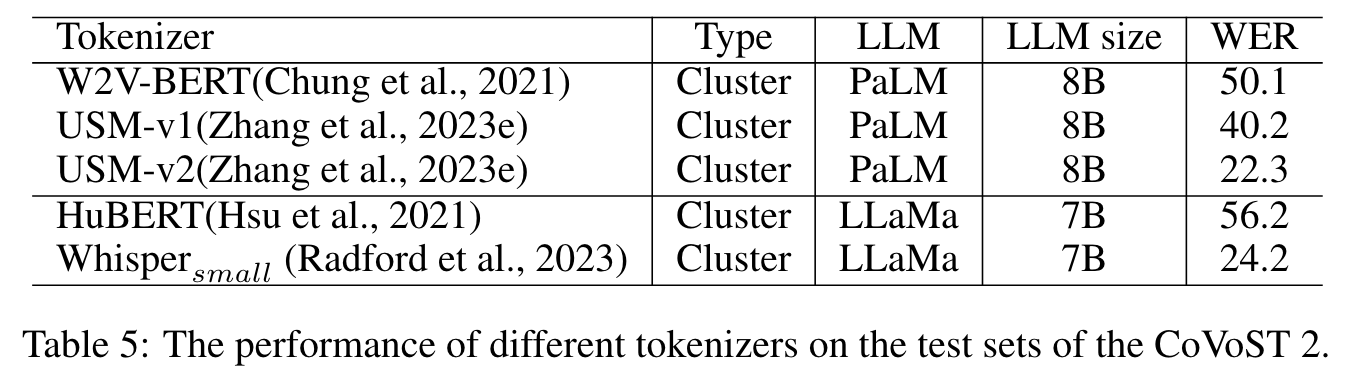 Tokenizer Type LLM LLM size WER
W2V-BERT(Chung et al., 2021) Cluster PaLM 8B 50.1
USM-v1(Zhang et al., 2023e) Cluster PaLM 8B 40.2
USM-v2(Zhang et al., 2023e) Cluster PaLM 8B 22.3
HuBERT(Hsu et al., 2021) Cluster LLaMa 7B 56.2
Whispersmall (Radford et al., 2023) Cluster LLaMa 7B 24.2
Table 5: The performance of different tokenizers on the test sets of the CoVoST 2.